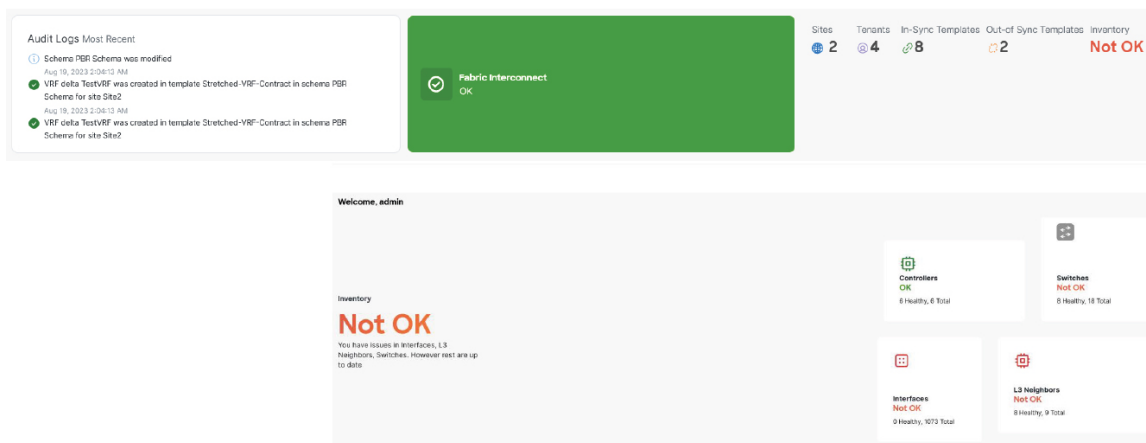 Audit Logs Most Recent
Schema PBR Schema was modified
Aug 19, 2023 2:04:13 AM
VRF delta TestVRF was created in template Stretched-VRF-Contract in schema PBR
Schema for site Site2
Aug 19, 2023 2:04:13 AM
VRF delta TestVRF was created in template Stretched-VRF-Contract in schema PBR
Schema for site Site2
Fabric Interconnect
OK
Sites Tenants In-Sync Templates Out-of Sync Templates Inventory
2 4 8 2 Not OK
Welcome, admin
Inventory
Not OK
You have issues in Interfaces, L3
Neighbors, Switches. However rest are up
to date
Controllers
OK
6 Healthy, 6 Total
Switches
Not OK
8 Healthy, 18 Total
Interfaces
Not OK
0 Healthy, 1073 Total
L3 Neighbors
Not OK
8 Healthy, 9 Total